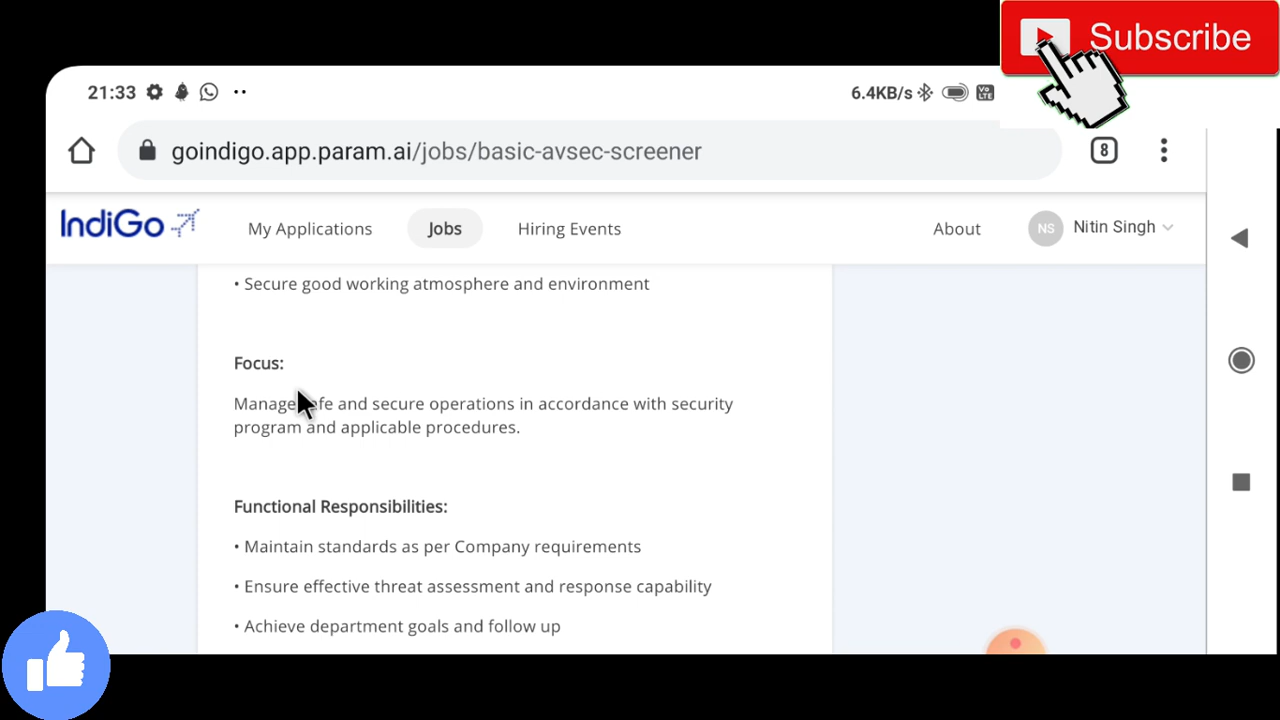 Subscribe
21:33 ··
6.4KB/s Vo LTE
goindigo.app.param.ai/jobs/basic-avsec-screener
8
IndiGo My Applications Jobs Hiring Events About NS Nitin Singh
• Secure good working atmosphere and environment
Focus:
Manage safe and secure operations in accordance with security
program and applicable procedures.
Functional Responsibilities:
• Maintain standards as per Company requirements
• Ensure effective threat assessment and response capability
• Achieve department goals and follow up